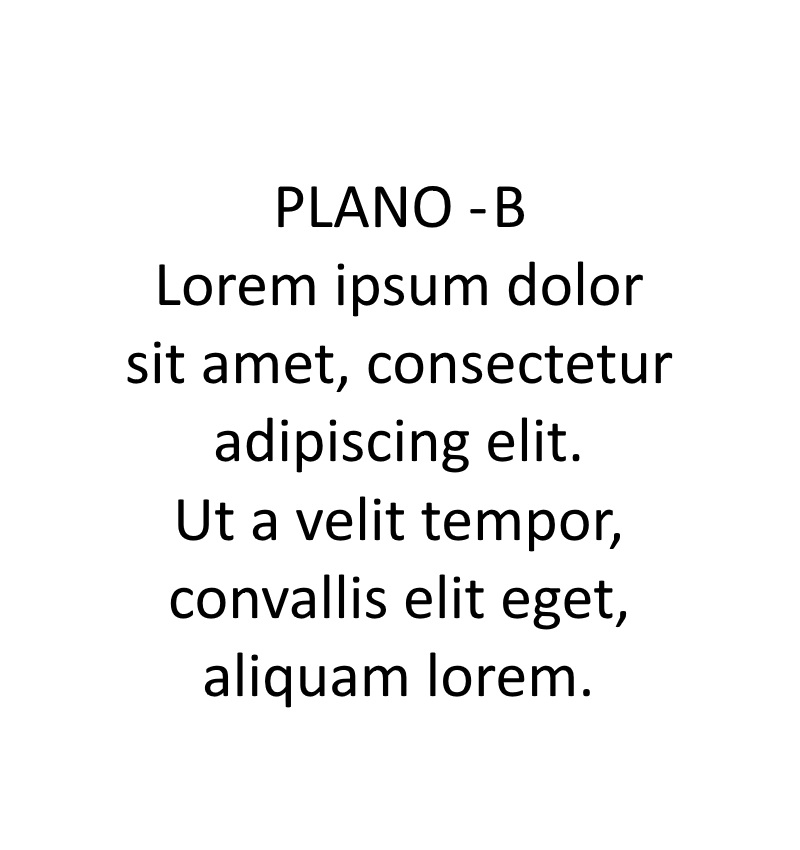 PLANO -B
Lorem ipsum dolor
sit amet, consectetur
adipiscing elit.
Ut a velit tempor,
convallis elit eget,
aliquam lorem.